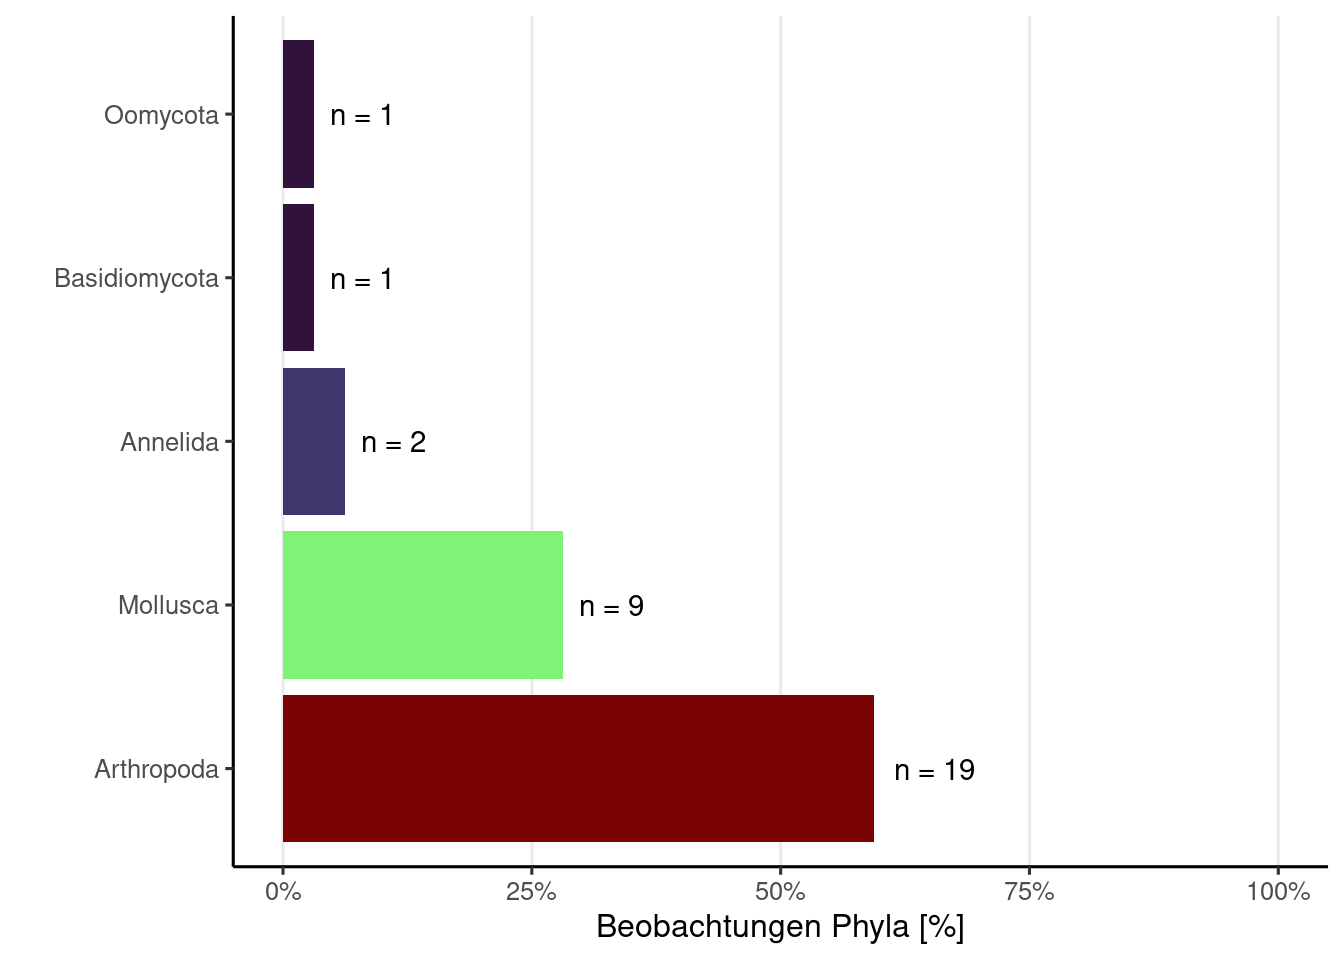 Oomycota
n = 1
Basidiomycota
n = 1
Annelida
n = 2
Mollusca
n = 9
Arthropoda
n = 19
0% 25% 50% 75% 100%
Beobachtungen Phyla [%]